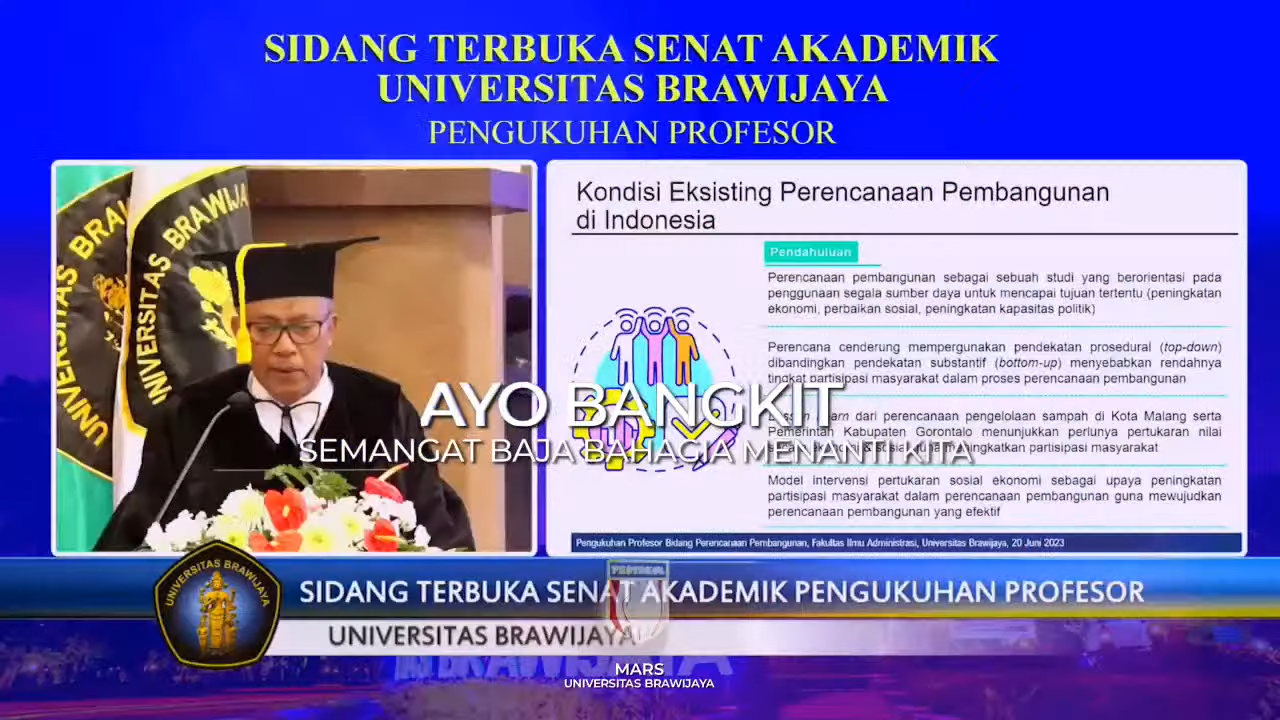 SIDANG TERBUKA SENAT AKADEMIK
UNIVERSITAS BRAWIJAYA
PENGUKUHAN PROFESOR
UNIVERSITAS BRA
UNIVERSITAS BRAWIJAYA
Kondisi Eksisting Perencanaan Pembangunan
di Indonesia
Pendahuluan
Perencanaan pembangunan sebagai sebuah studi yang berorientasi pada
penggunaan segala sumber daya untuk mencapai tujuan tertentu (peningkatan
ekonomi, perbaikan sosial, peningkatan kapasitas politik)
Perencana cenderung mempergunakan pendekatan prosedural (top-down)
dibandingkan pendekatan substantif (bottom-up) menyebabkan rendahnya
tingkat partisipasi masyarakat dalam proses perencanaan pembangunan
dari perencanaan pengelolaan sampah di Kota Malang serta
Pemerintah Kabupaten Gorontalo menunjukkan perlunya pertukaran nilai
partisipasi masyarakat
Model intervensi pertukaran sosial ekonomi sebagai upaya peningkatan
partisipasi masyarakat dalam perencanaan pembangunan guna mewujudkan
perencanaan pembangunan yang efektif
Pengukuhan Profesor Bidang Perencanaan Pembangunan, Fakultas Ilmu Administrasi, Universitas Brawijaya, 20 Juni 2023
AYO BANGKIT
SEMANGAT BAJA BAHAGIA MENANTI KITA
UNIVERSITAS BRAWIJAYA
SIDANG TERBUKA SENAT AKADEMIK PENGUKUHAN PROFESOR
UNIVERSITAS BRAWIJAYA
MARS
UNIVERSITAS BRAWIJAYA